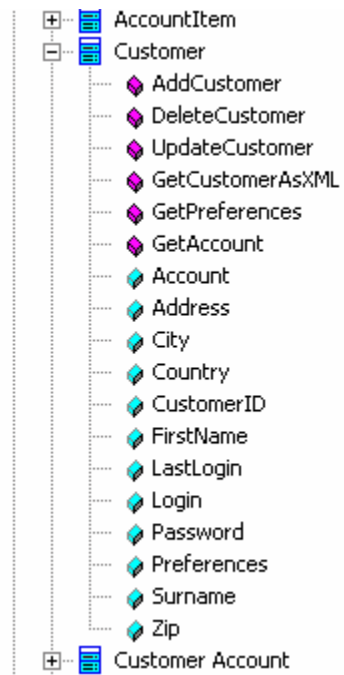 AccountItem
Customer
AddCustomer
DeleteCustomer
UpdateCustomer
GetCustomerAsXML
GetPreferences
GetAccount
Account
Address
City
Country
CustomerID
FirstName
LastLogin
Login
Password
Preferences
Surname
Zip
Customer Account